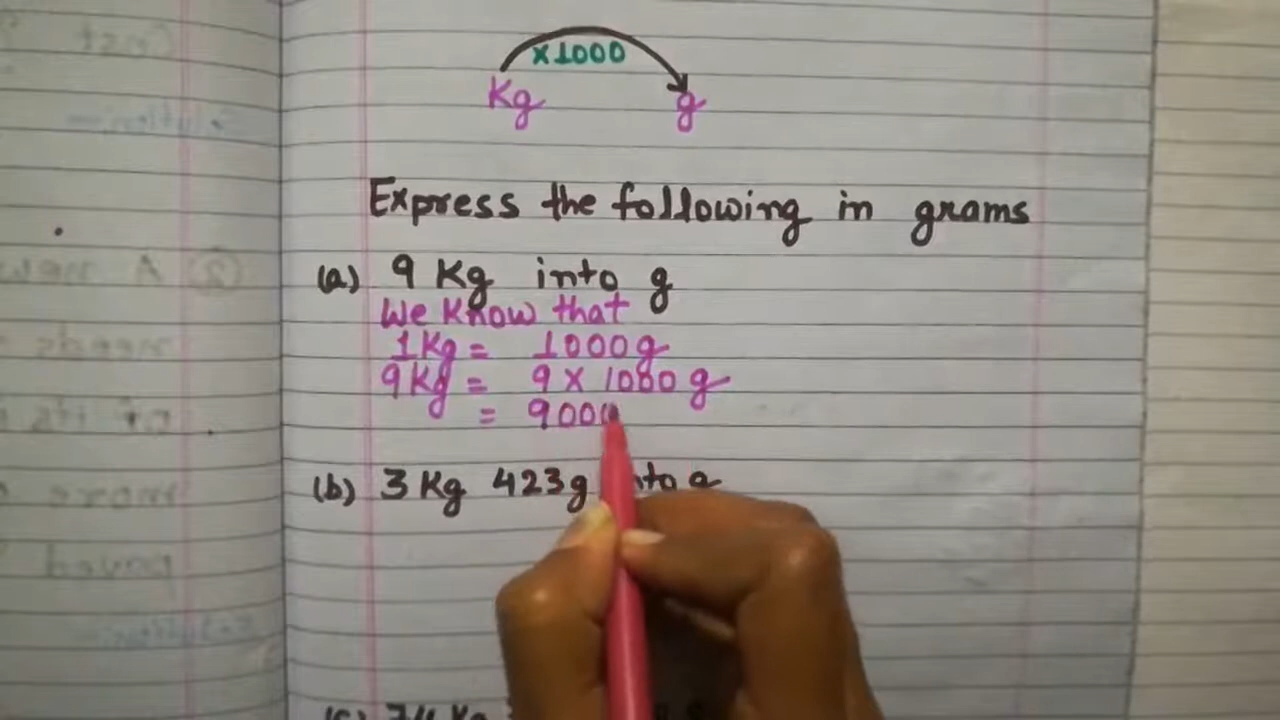 ×1000
Kg g
Express the following in grams
(a) 9 Kg into g
We Know that
1Kg = 1000g
9Kg = 9 × 1000 g
= 9000
(b) 3 Kg 423g into g